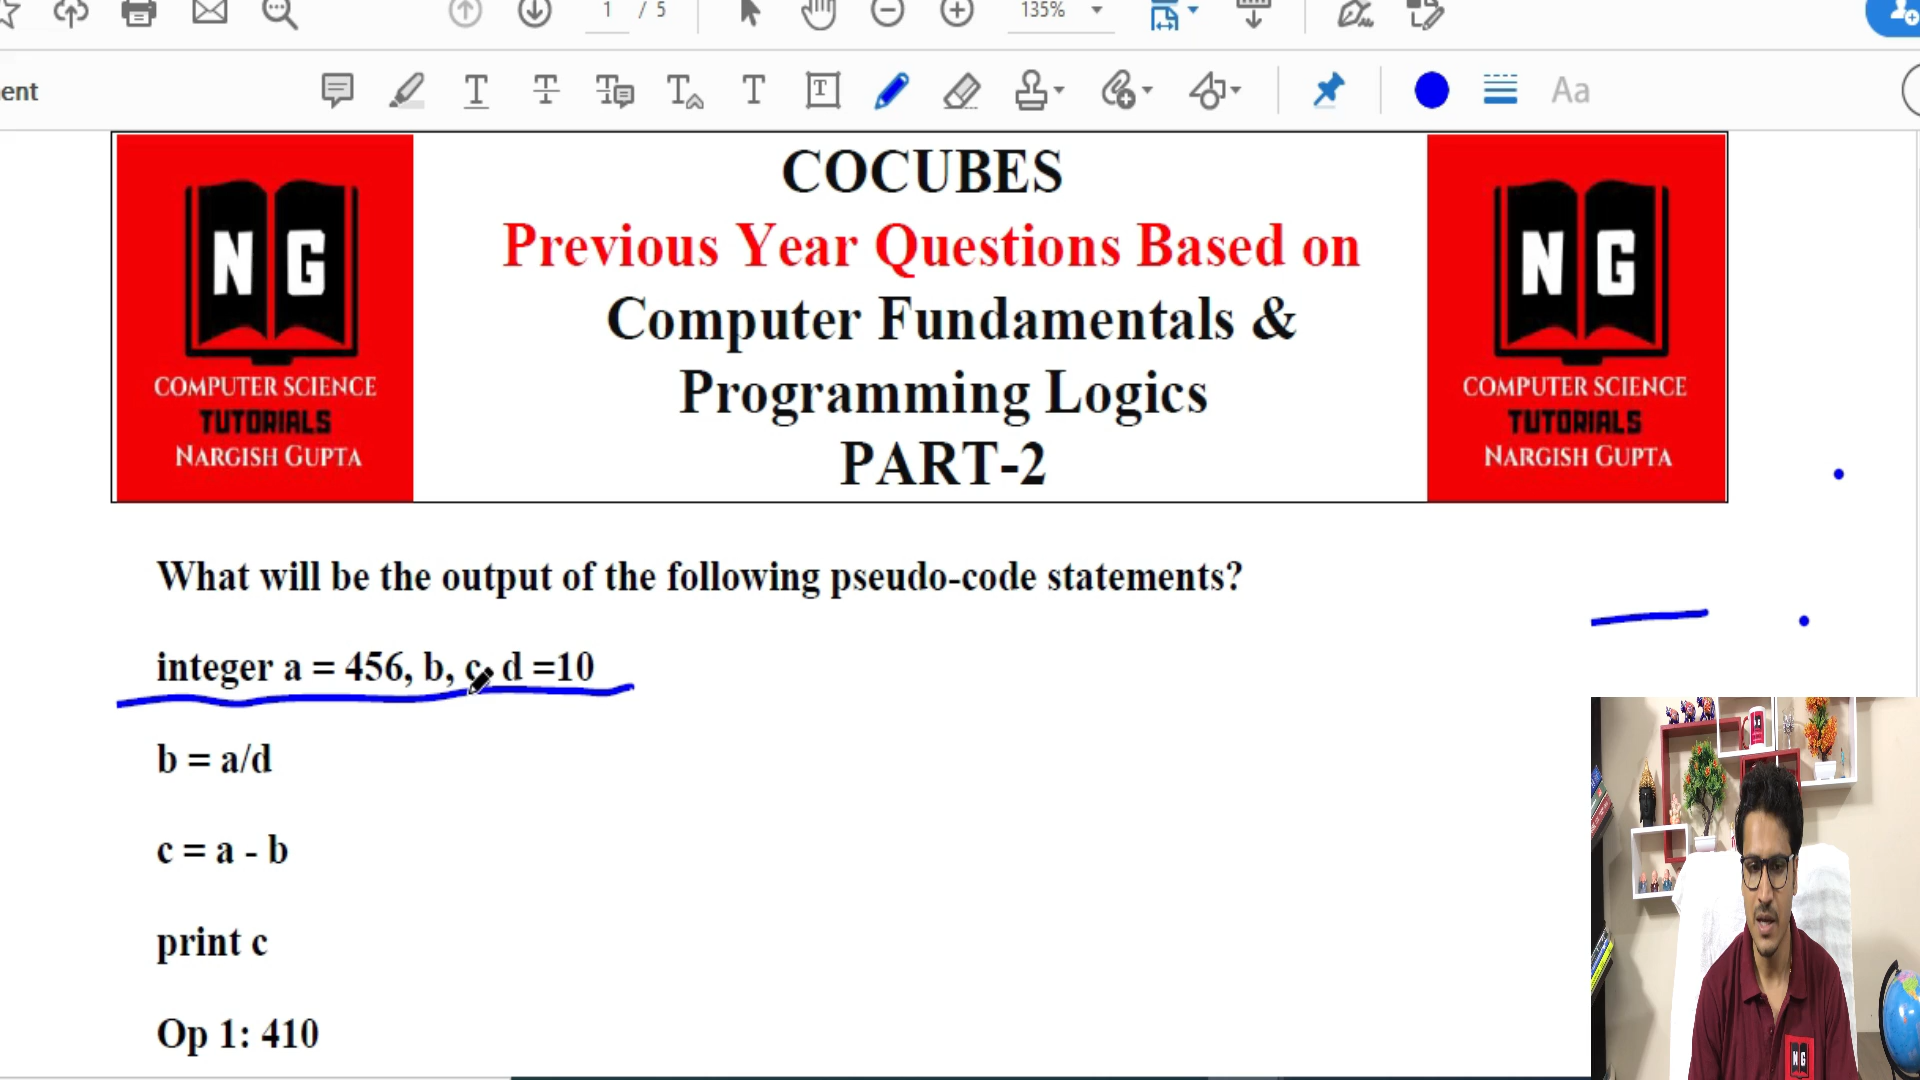 1 / 5
135%
ent
Aa
COCUBES
Previous Year Questions Based on
Computer Fundamentals &
Programming Logics
PART-2
N G
COMPUTER SCIENCE
TUTORIALS
NARGISH GUPTA
N G
COMPUTER SCIENCE
TUTORIALS
NARGISH GUPTA
What will be the output of the following pseudo-code statements?
integer a = 456, b, c, d =10
b = a/d
c = a - b
print c
Op 1: 410
NG